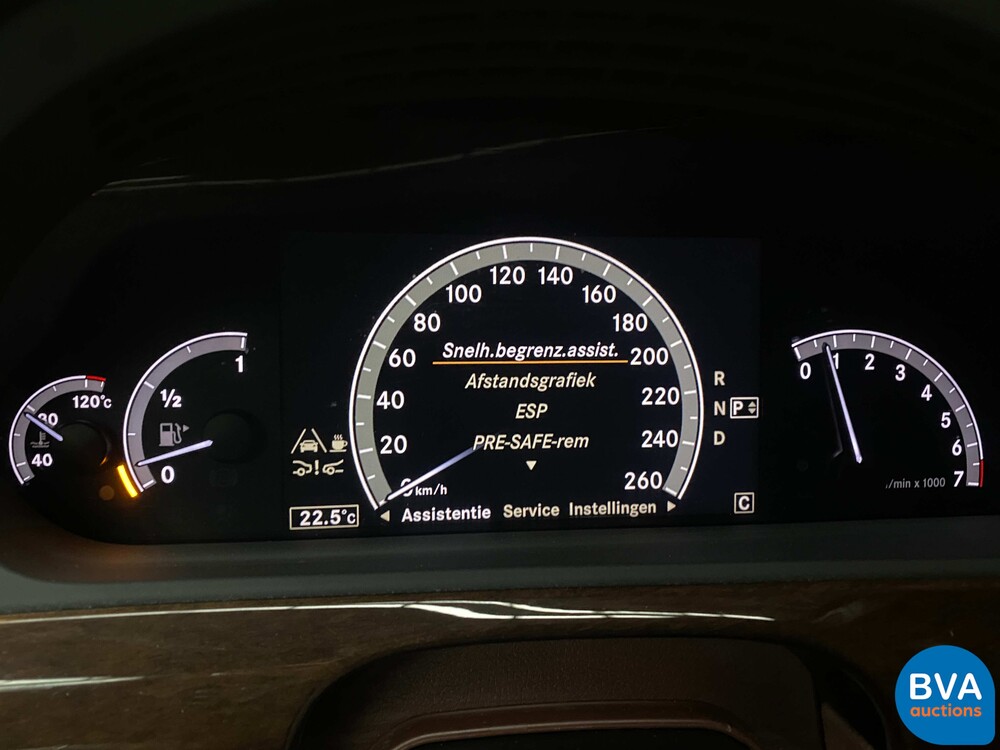 120°C
80
40
1
1/2
0
0
20
40
60
80
100
120
140
160
180
200
220
240
260
km/h
Snelh.begrenz.assist.
Afstandsgrafiek
ESP
PRE-SAFE-rem
Assistentie Service Instellingen
22.5°C
R
N P
D
C
0
1
2
3
4
5
6
7
/min x 1000
BVA
auctions